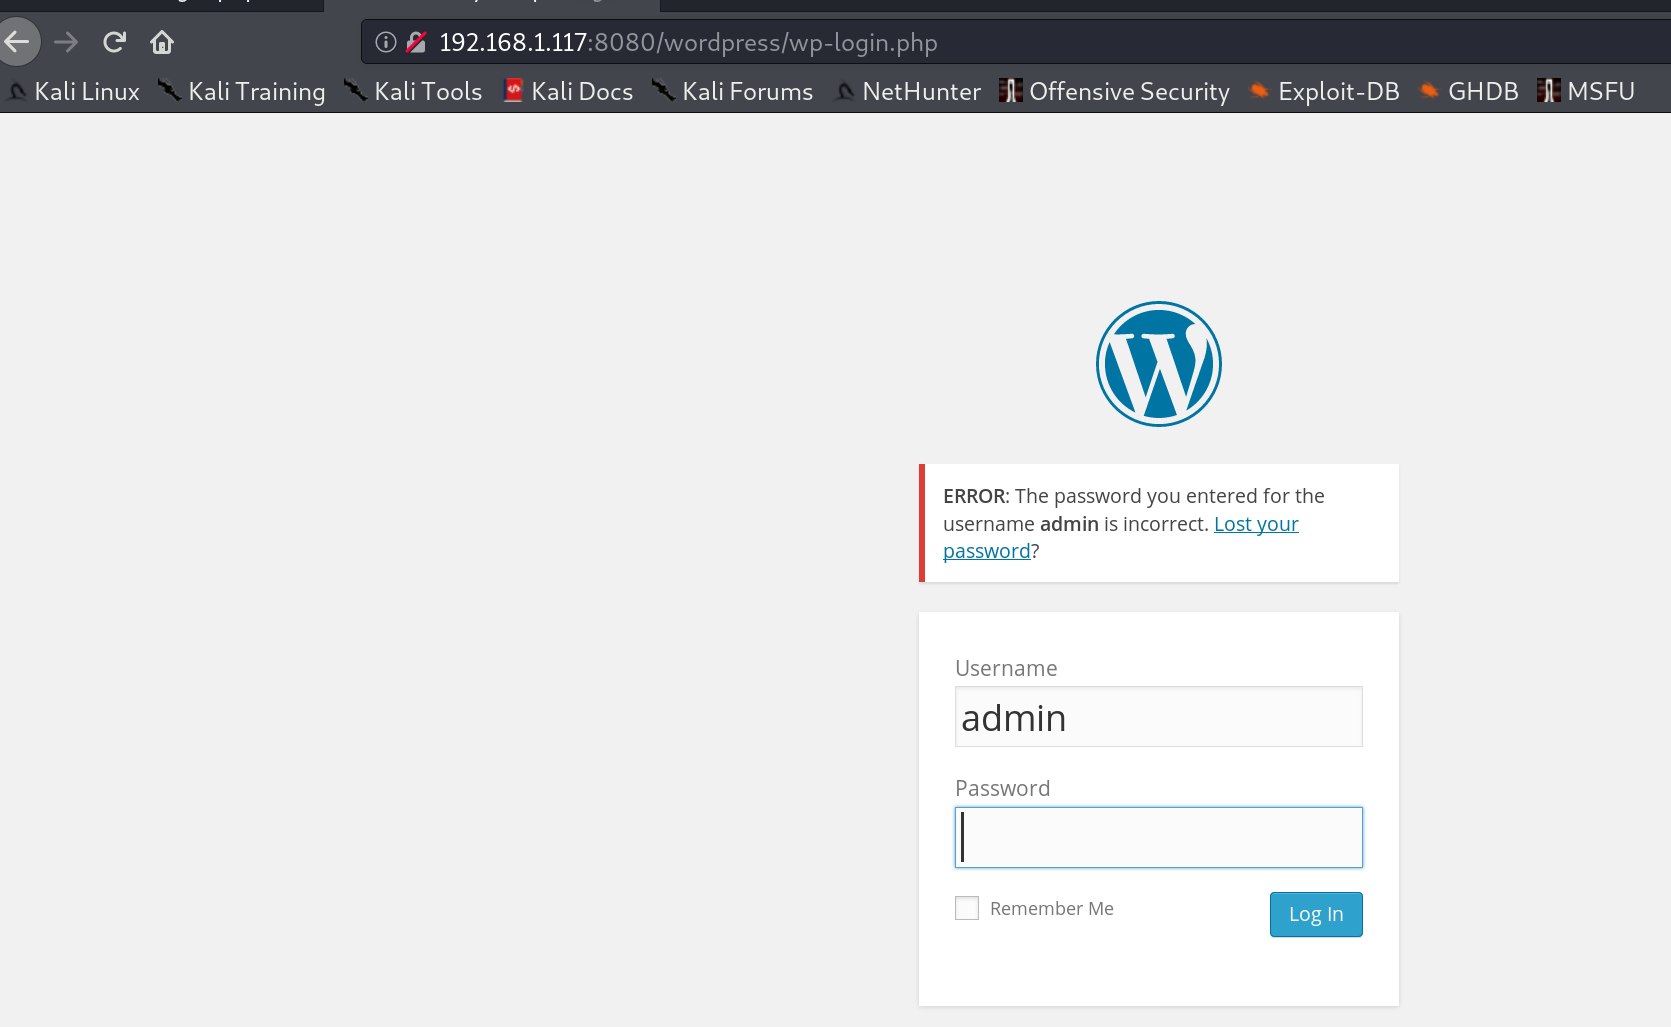 192.168.1.117:8080/wordpress/wp-login.php
Kali Linux Kali Training Kali Tools Kali Docs Kali Forums NetHunter Offensive Security Exploit-DB GHDB MSFU
ERROR: The password you entered for the
username admin is incorrect. Lost your
password?
Username
admin
Password
Remember Me
Log In